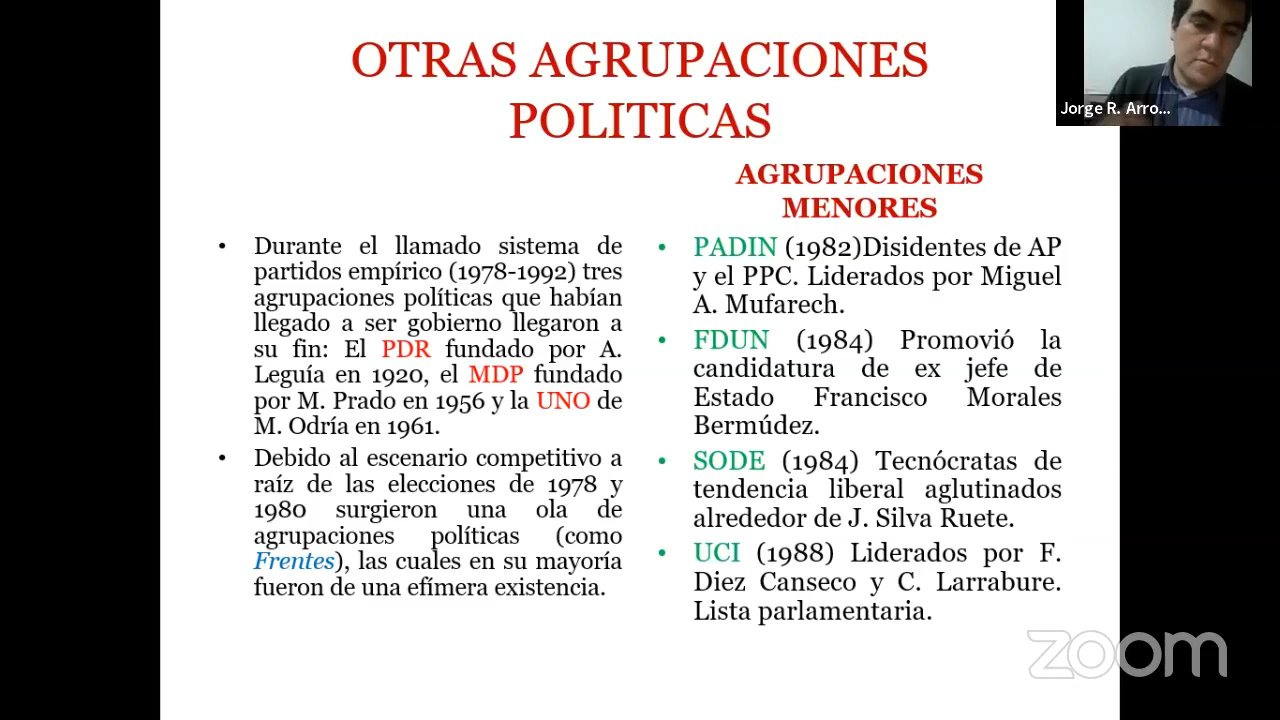 OTRAS AGRUPACIONES
POLITICAS
Jorge R. Arro...
AGRUPACIONES
MENORES
• Durante el llamado sistema de
partidos empírico (1978-1992) tres
agrupaciones políticas que habían
llegado a ser gobierno llegaron a
su fin: El PDR fundado por A.
Leguía en 1920, el MDP fundado
por M. Prado en 1956 y la UNO de
M. Odría en 1961.
• Debido al escenario competitivo a
raíz de las elecciones de 1978 y
1980 surgieron una ola de
agrupaciones políticas (como
Frentes), las cuales en su mayoría
fueron de una efímera existencia.
• PADIN (1982)Disidentes de AP
y el PPC. Liderados por Miguel
A. Mufarech.
• FDUN (1984) Promovió la
candidatura de ex jefe de
Estado Francisco Morales
Bermúdez.
• SODE (1984) Tecnócratas de
tendencia liberal aglutinados
alrededor de J. Silva Ruete.
• UCI (1988) Liderados por F.
Diez Canseco y C. Larrabure.
Lista parlamentaria.
zoom